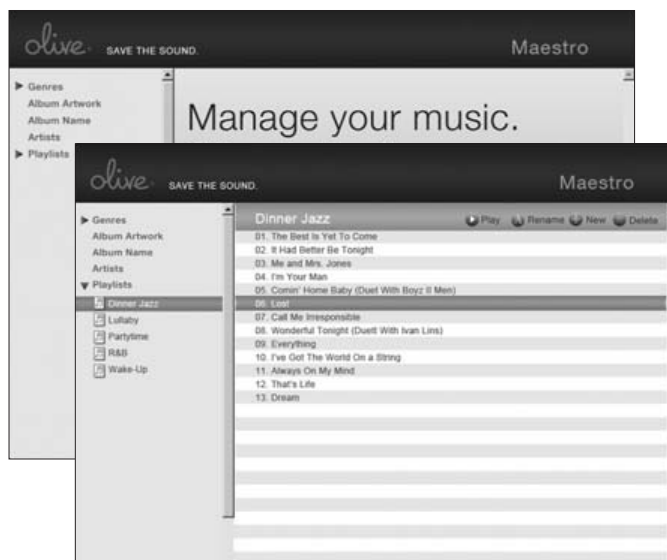 olive. SAVE THE SOUND. Maestro
Genres
Album Artwork
Album Name
Artists
Playlists
Manage your music.
olive. SAVE THE SOUND. Maestro
Genres
Album Artwork
Album Name
Artists
Playlists
Dinner Jazz
Lullaby
Partytime
R&B
Wake-Up
Dinner Jazz Play Rename New Delete
01. The Best Is Yet To Come
02. It Had Better Be Tonight
03. Me and Mrs. Jones
04. I'm Your Man
05. Comin' Home Baby (Duet With Boyz II Men)
06. Lost
07. Call Me Irresponsible
08. Wonderful Tonight (Duett With Ivan Lins)
09. Everything
10. I've Got The World On a String
11. Always On My Mind
12. That's Life
13. Dream